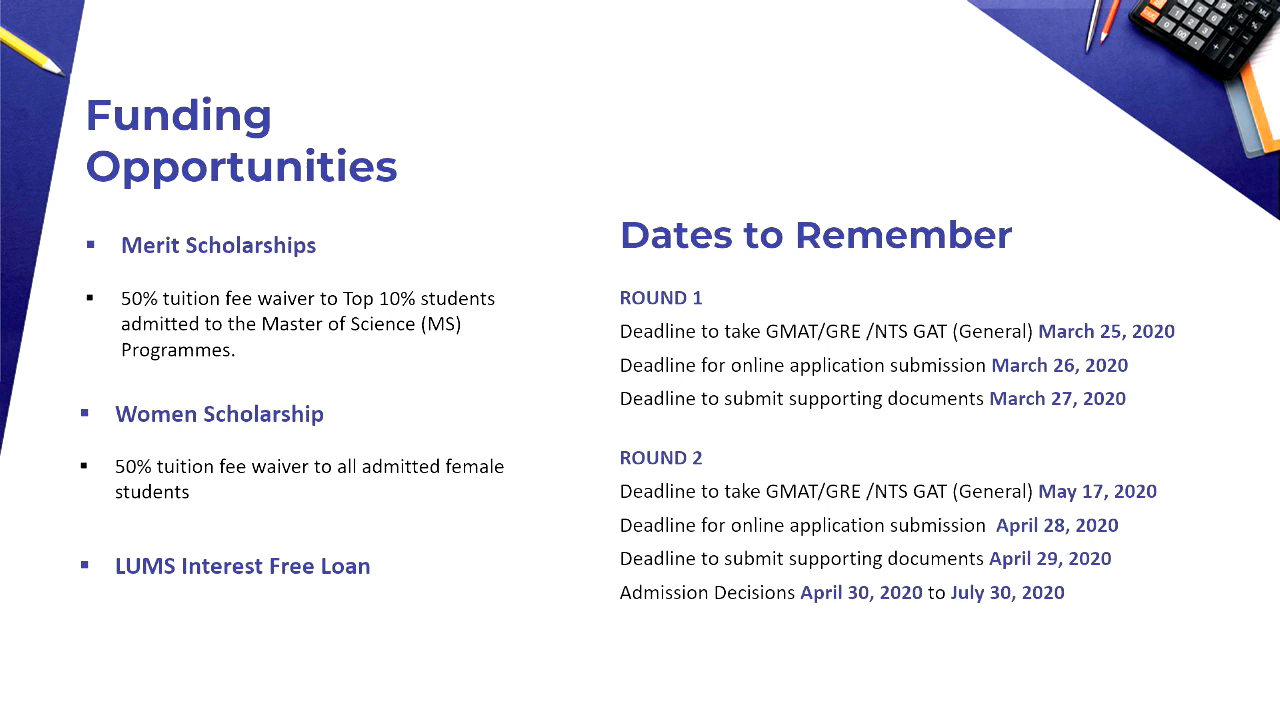 Funding
Opportunities
Merit Scholarships
50% tuition fee waiver to Top 10% students
admitted to the Master of Science (MS)
Programmes.
Women Scholarship
50% tuition fee waiver to all admitted female
students
LUMS Interest Free Loan
Dates to Remember
ROUND 1
Deadline to take GMAT/GRE /NTS GAT (General) March 25, 2020
Deadline for online application submission March 26, 2020
Deadline to submit supporting documents March 27, 2020
ROUND 2
Deadline to take GMAT/GRE /NTS GAT (General) May 17, 2020
Deadline for online application submission April 28, 2020
Deadline to submit supporting documents April 29, 2020
Admission Decisions April 30, 2020 to July 30, 2020